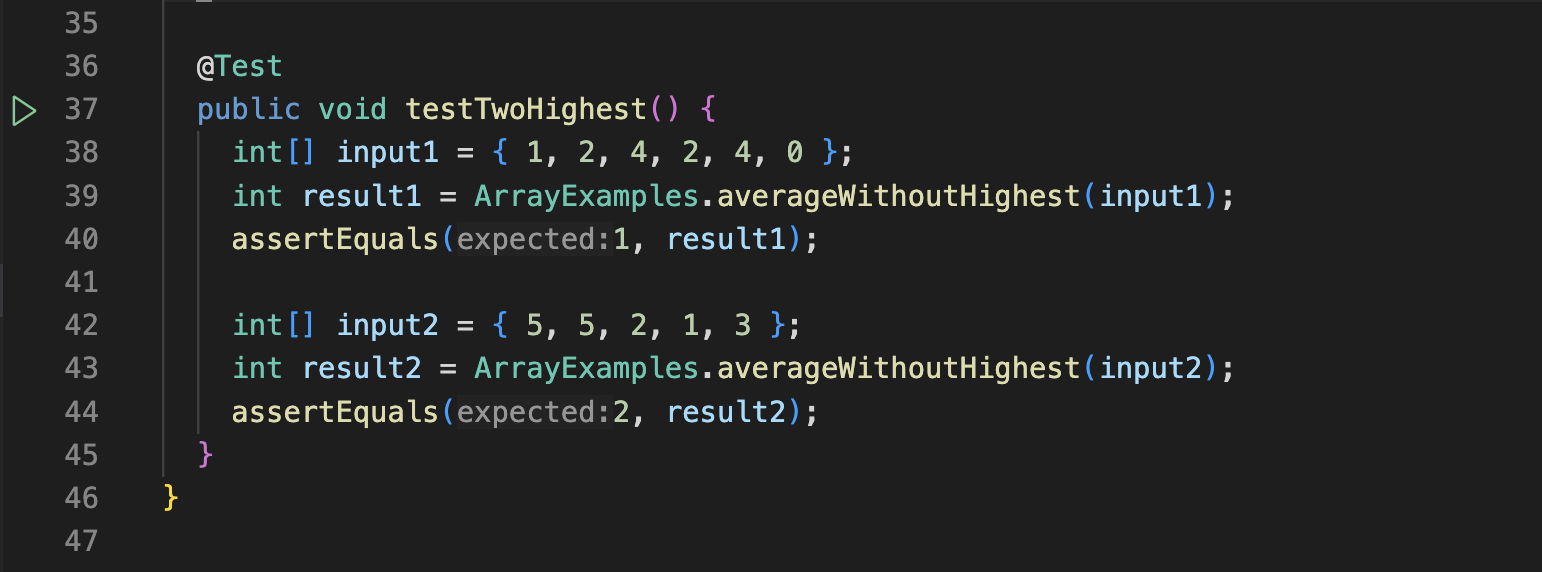 35
36 @Test
37 public void testTwoHighest() {
38 int[] input1 = { 1, 2, 4, 2, 4, 0 };
39 int result1 = ArrayExamples.averageWithoutHighest(input1);
40 assertEquals(expected:1, result1);
41
42 int[] input2 = { 5, 5, 2, 1, 3 };
43 int result2 = ArrayExamples.averageWithoutHighest(input2);
44 assertEquals(expected:2, result2);
45 }
46 }
47